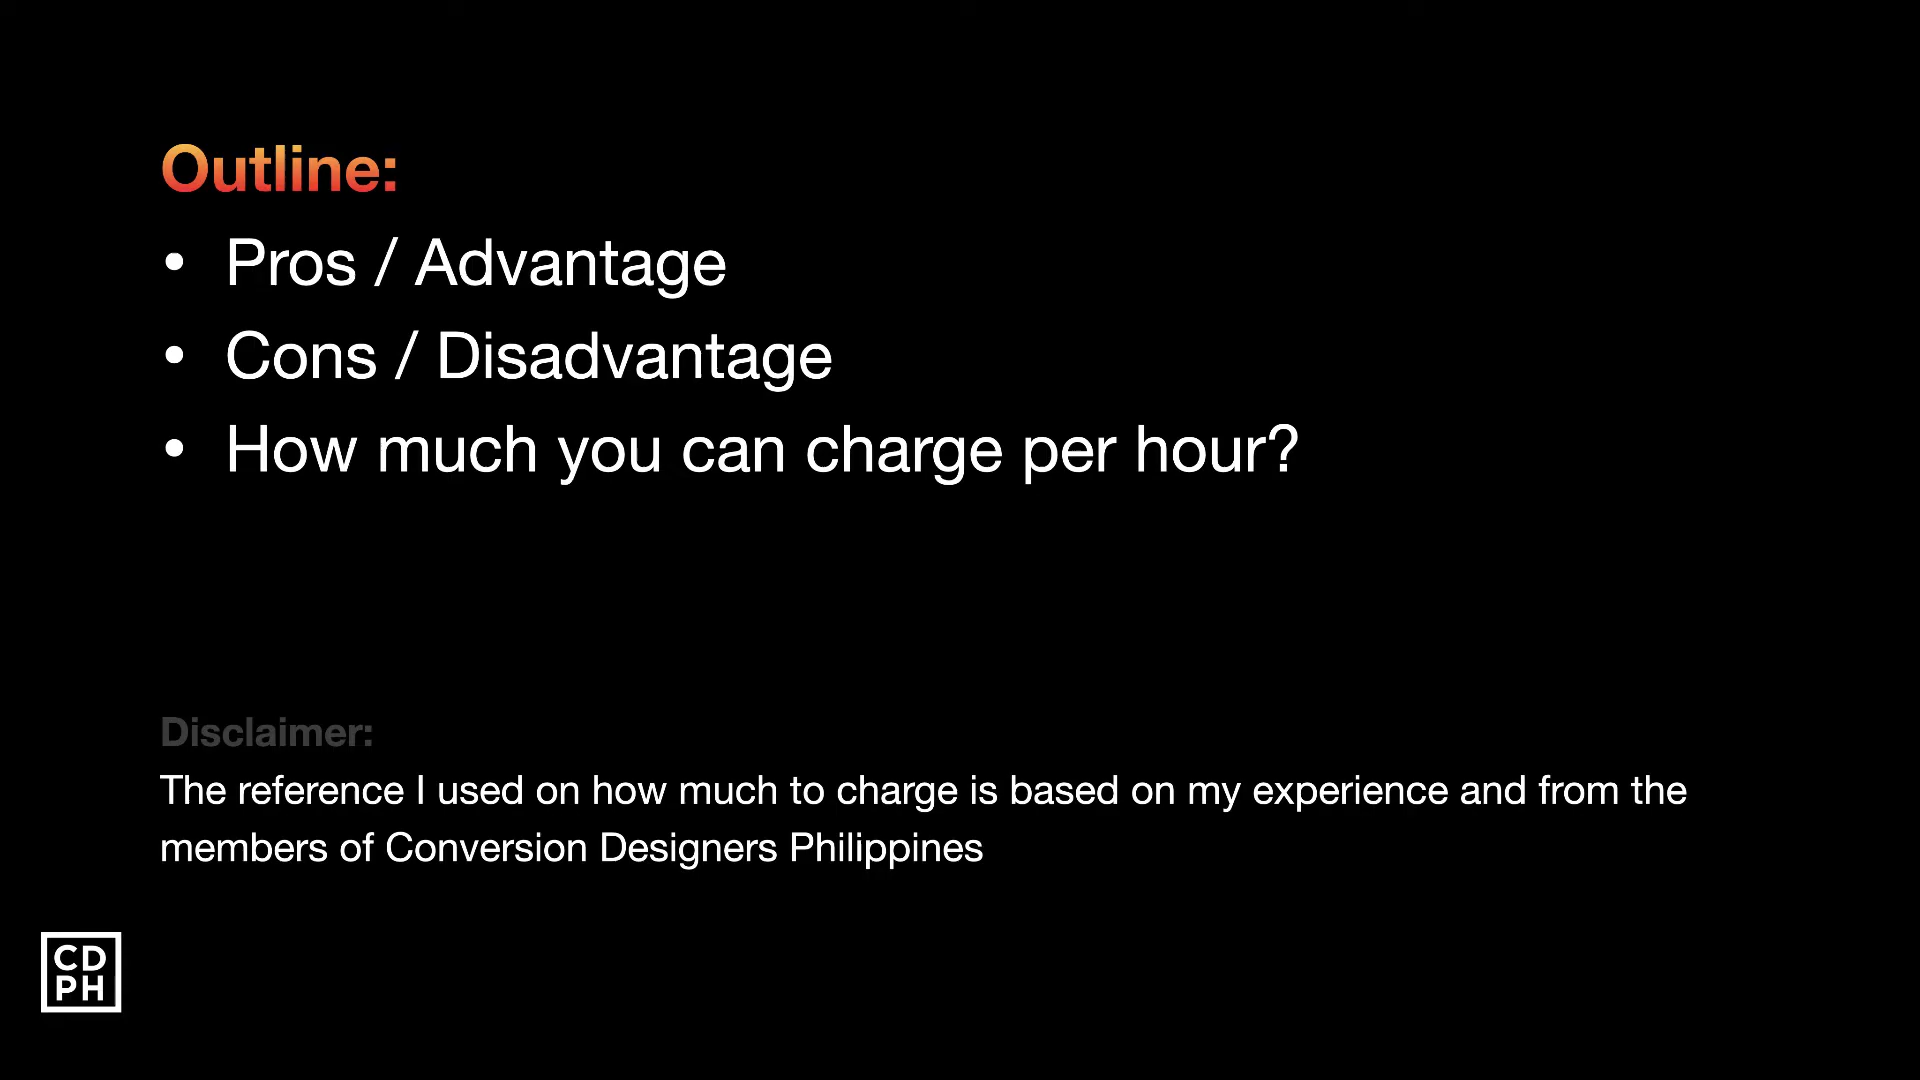 Outline:
• Pros / Advantage
• Cons / Disadvantage
• How much you can charge per hour?
Disclaimer:
The reference I used on how much to charge is based on my experience and from the
members of Conversion Designers Philippines
CD
PH